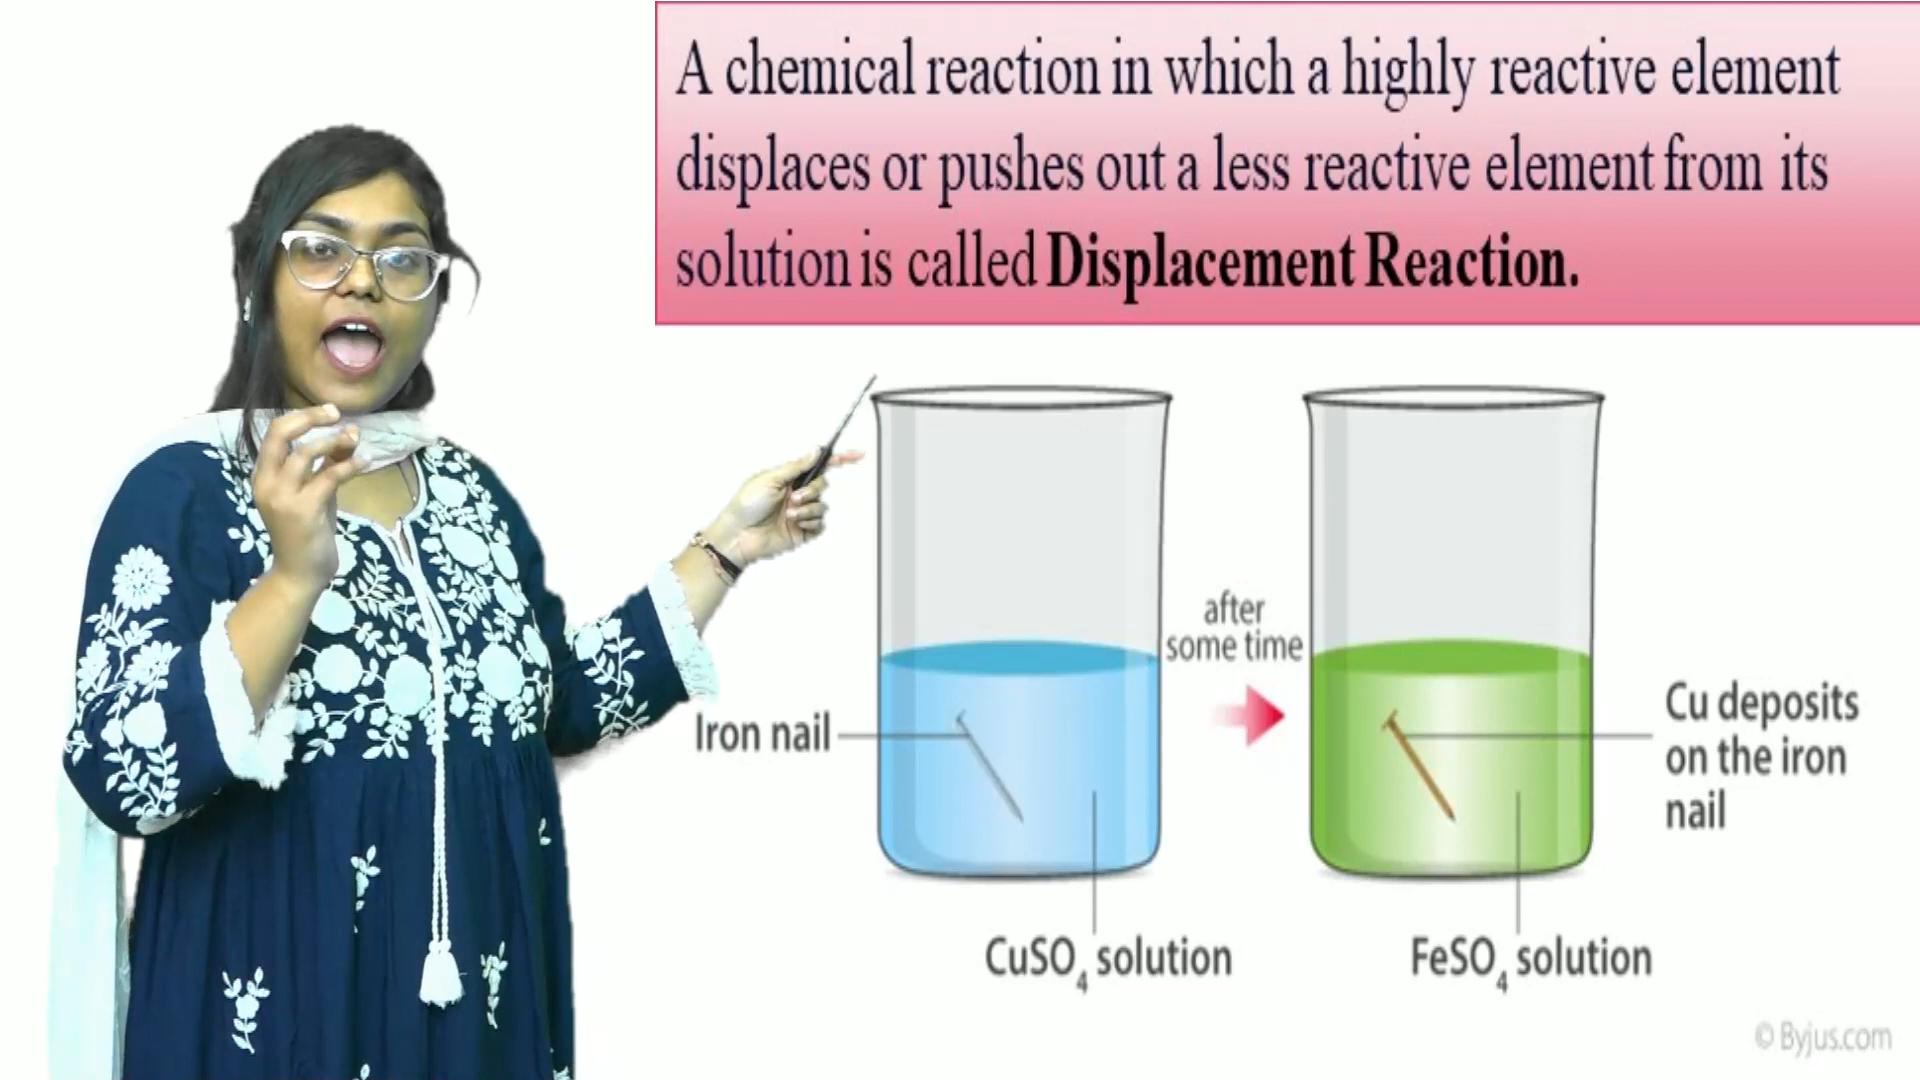 A chemical reaction in which a highly reactive element
displaces or pushes out a less reactive element from its
solution is called Displacement Reaction.
after
some time
Iron nail
Cu deposits
on the iron
nail
CuSO₄ solution
FeSO₄ solution
© Byjus.com